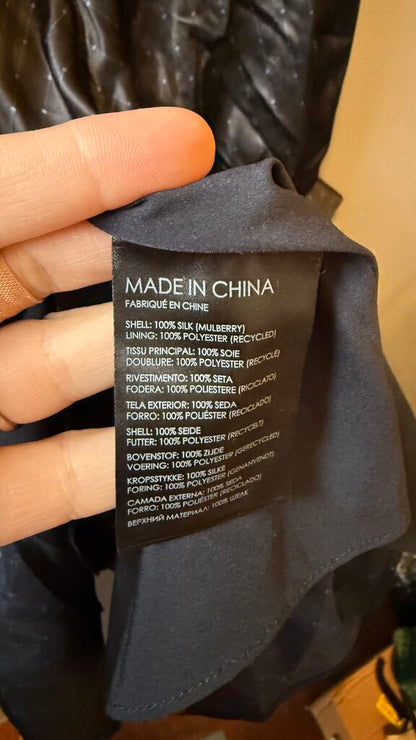 MADE IN CHINA
FABRIQUÉ EN CHINE
SHELL: 100% SILK (MULBERRY)
LINING: 100% POLYESTER (RECYCLED)
TISSU PRINCIPAL: 100% SOIE
DOUBLURE: 100% POLYESTER (RECYCLÉ)
RIVESTIMENTO: 100% SETA
FODERA: 100% POLIESTERE (RICICLATO)
TELA EXTERIOR: 100% SEDA
FORRO: 100% POLIÉSTER (RECICLADO)
SHELL: 100% SEIDE
FUTTER: 100% POLYESTER (RECYCELT)
BOVENSTOF: 100% ZIJDE
VOERING: 100% POLYESTER (GERECYCLED)
KROPSSTYKKE: 100% SILKE
FORING: 100% POLYESTER (GENANVENDT)
CAMADA EXTERNA: 100% SEDA
FORRO: 100% POLIÉSTER (RECICLADO)
ВЕРХНИЙ МАТЕРИАЛ: 100% ШЕЛК